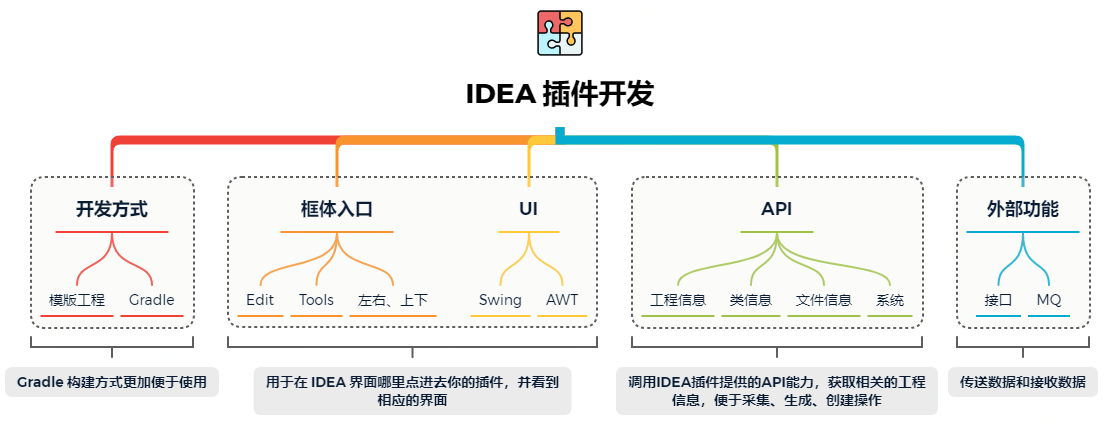 IDEA 插件开发
开发方式
框体入口
UI
API
外部功能
模版工程
Gradle
Edit
Tools
左右、上下
Swing
AWT
工程信息
类信息
文件信息
系统
接口
MQ
Gradle 构建方式更加便于使用
用于在 IDEA 界面哪里点进去你的插件，并看到
相应的界面
调用IDEA插件提供的API能力，获取相关的工程
信息，便于采集、生成、创建操作
传送数据和接收数据